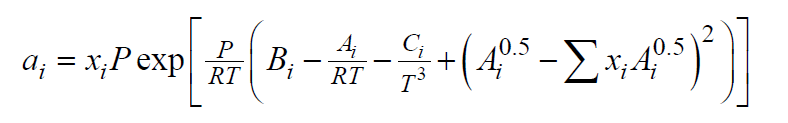 a_i = x_i P exp[ P/RT ( B_i − A_i/RT − C_i/T^3 + ( A_i^0.5 − ∑ x_i A_i^0.5 )^2 ) ]